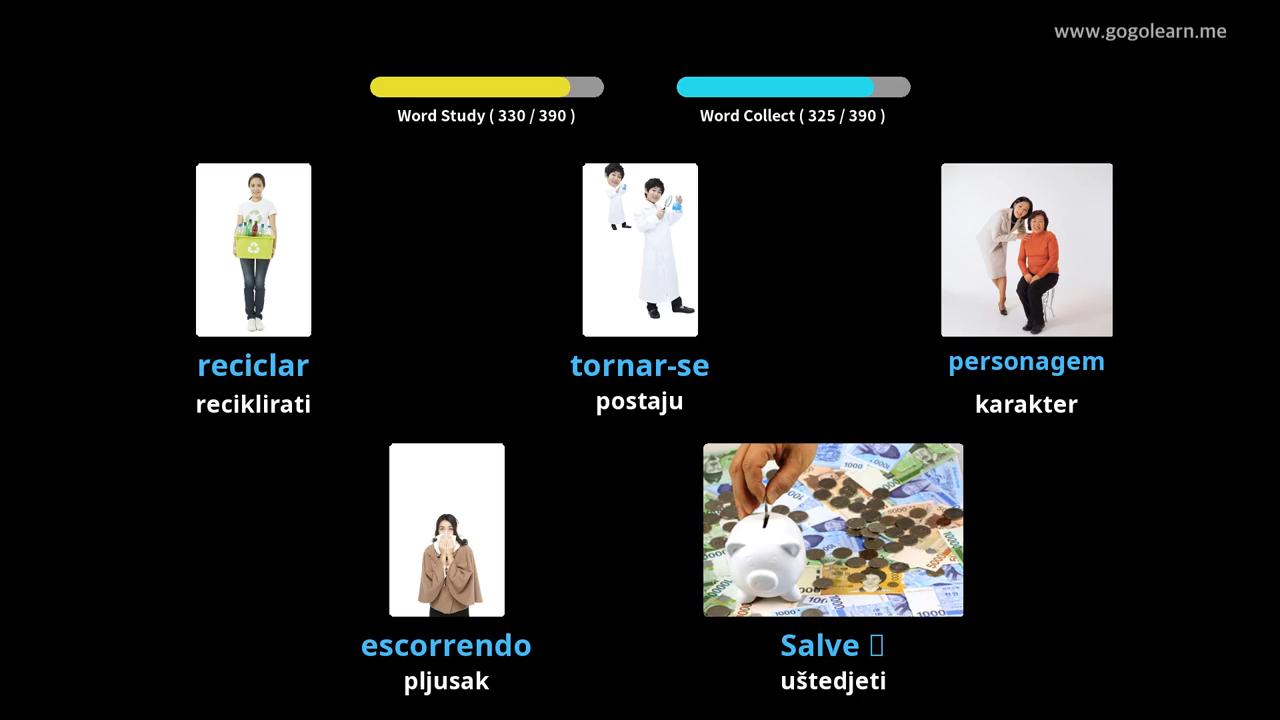 www.gogolearn.me
Word Study ( 330 / 390 )
Word Collect ( 325 / 390 )
reciclar
reciklirati
tornar-se
postaju
personagem
karakter
escorrendo
pljusak
Salve
uštedjeti